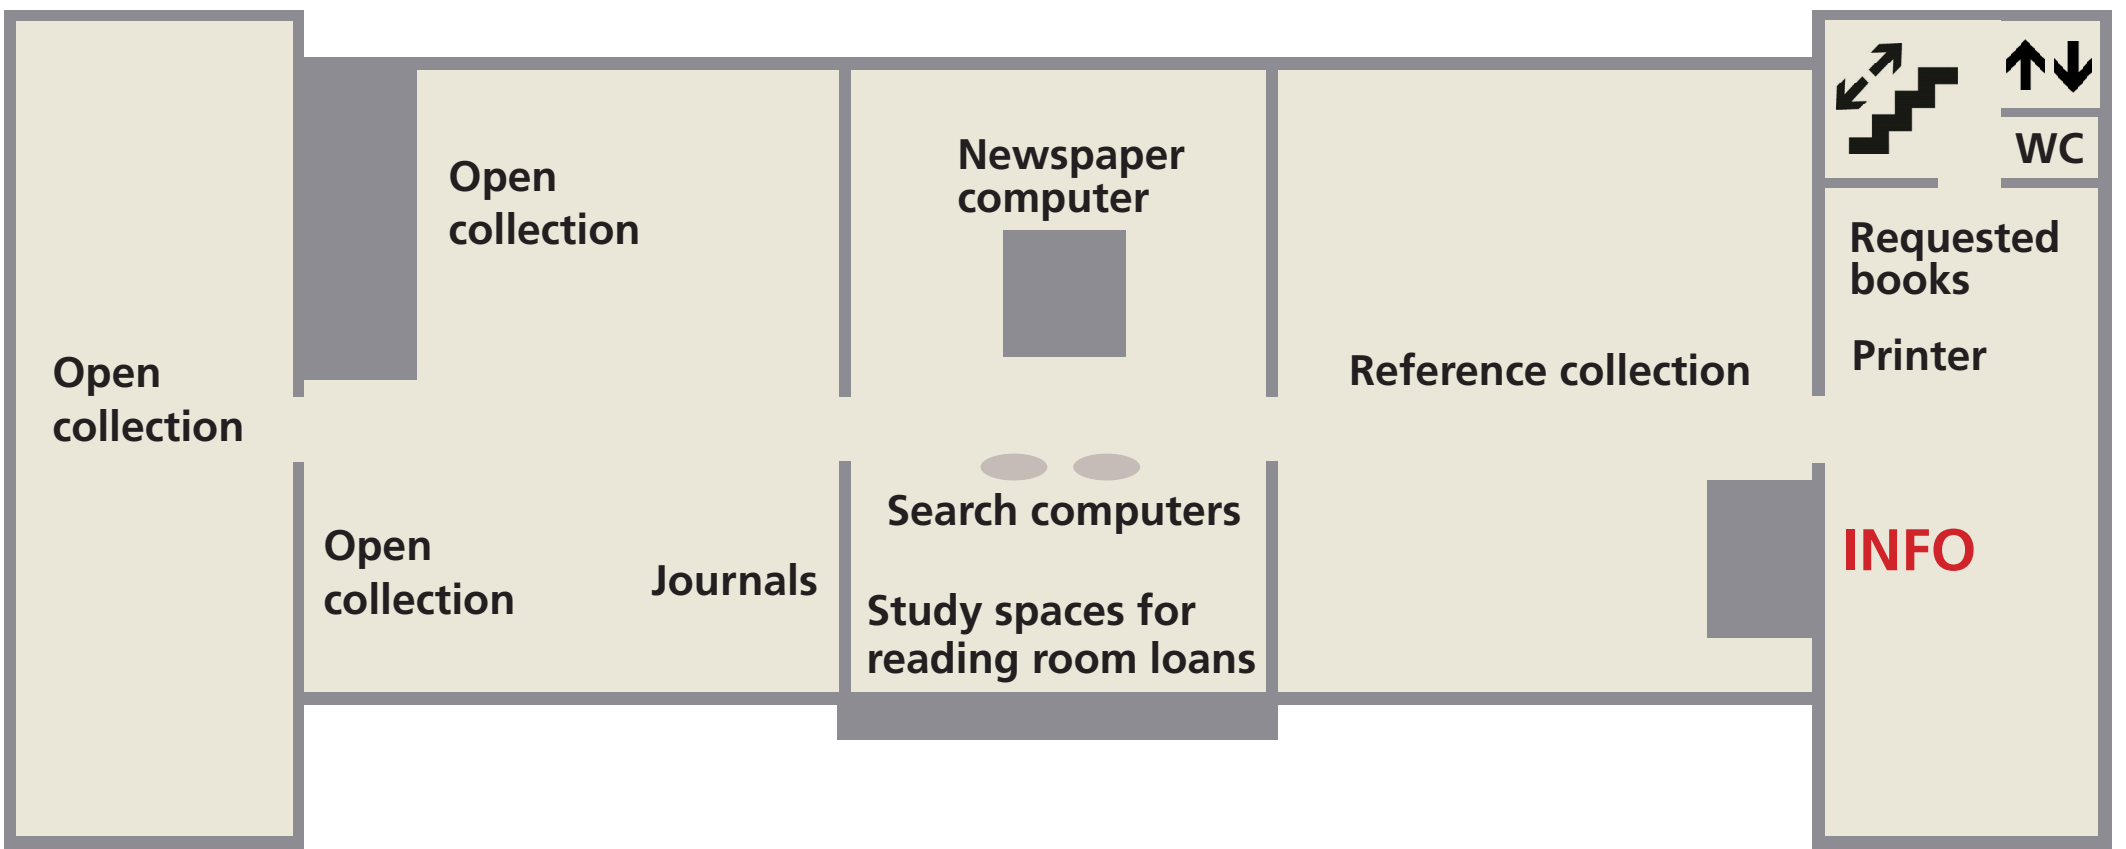 Open
collection
Open
collection
Open
collection
Journals
Newspaper
computer
Search computers
Study spaces for
reading room loans
Reference collection
WC
Requested
books
Printer
INFO